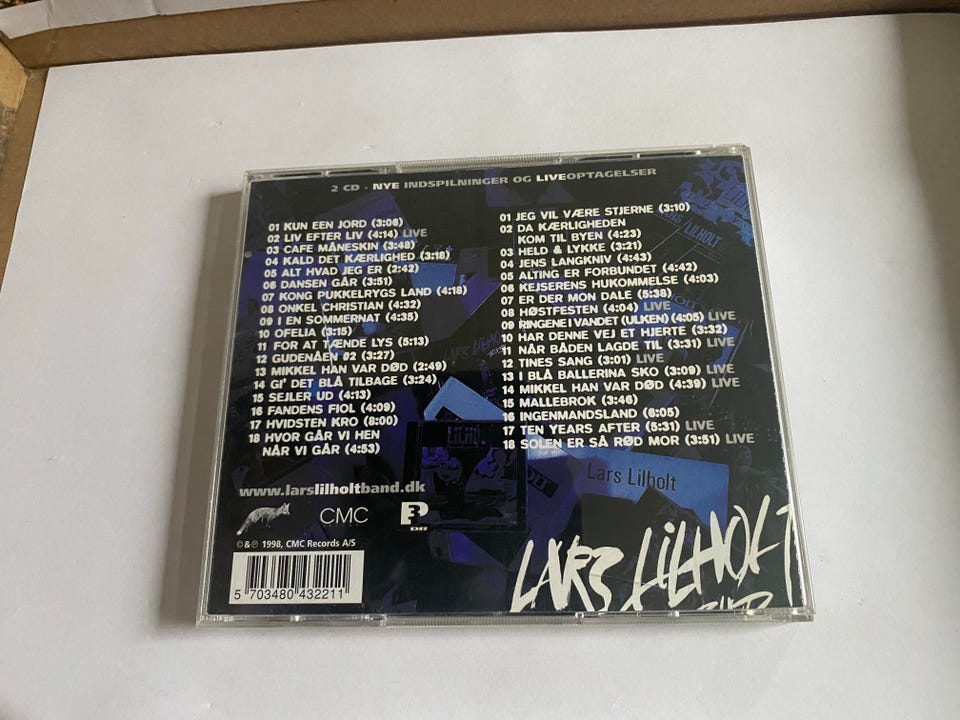 2 CD · NYE INDSPILNINGER OG LIVEOPTAGELSER
01 KUN EEN JORD (3:06)
02 LIV EFTER LIV (4:14) LIVE
03 CAFE MÅNESKIN (3:48)
04 KALD DET KÆRLIGHED (3:18)
05 ALT HVAD JEG ER (2:42)
06 DANSEN GÅR (3:51)
07 KONG PUKKELRYGS LAND (4:18)
08 ONKEL CHRISTIAN (4:32)
09 I EN SOMMERNAT (4:35)
10 OFELIA (3:15)
11 FOR AT TÆNDE LYS (5:13)
12 GUDENÅEN #2 (3:27)
13 MIKKEL HAN VAR DØD (2:49)
14 GI' DET BLÅ TILBAGE (3:24)
15 SEJLER UD (4:13)
16 FANDENS FIOL (4:09)
17 HVIDSTEN KRO (8:00)
18 HVOR GÅR VI HEN
NÅR VI GÅR (4:53)
01 JEG VIL VÆRE STJERNE (3:10)
02 DA KÆRLIGHEDEN
KOM TIL BYEN (4:23)
03 HELD & LYKKE (3:21)
04 JENS LANGKNIV (4:43)
05 ALTING ER FORBUNDET (4:42)
06 KEJSERENS HUKOMMELSE (4:03)
07 ER DER MON DALE (5:38)
08 HØSTFESTEN (4:04) LIVE
09 RINGENE I VANDET (ULKEN) (4:05) LIVE
10 HAR DENNE VEJ ET HJERTE (3:32)
11 NÅR BÅDEN LAGDE TIL (3:31) LIVE
12 TINES SANG (3:01) LIVE
13 I BLÅ BALLERINA SKO (3:09) LIVE
14 MIKKEL HAN VAR DØD (4:39) LIVE
15 MALLEBROK (3:46)
16 INGENMANDSLAND (6:05)
17 TEN YEARS AFTER (5:31) LIVE
18 SOLEN ER SÅ RØD MOR (3:51) LIVE
LILHOLT
LILHOLT
Lars Lilholt
www.larslilholtband.dk
CMC
P3
DR
©&℗ 1998, CMC Records A/S
5 703480 432211
LARS LILHOLT